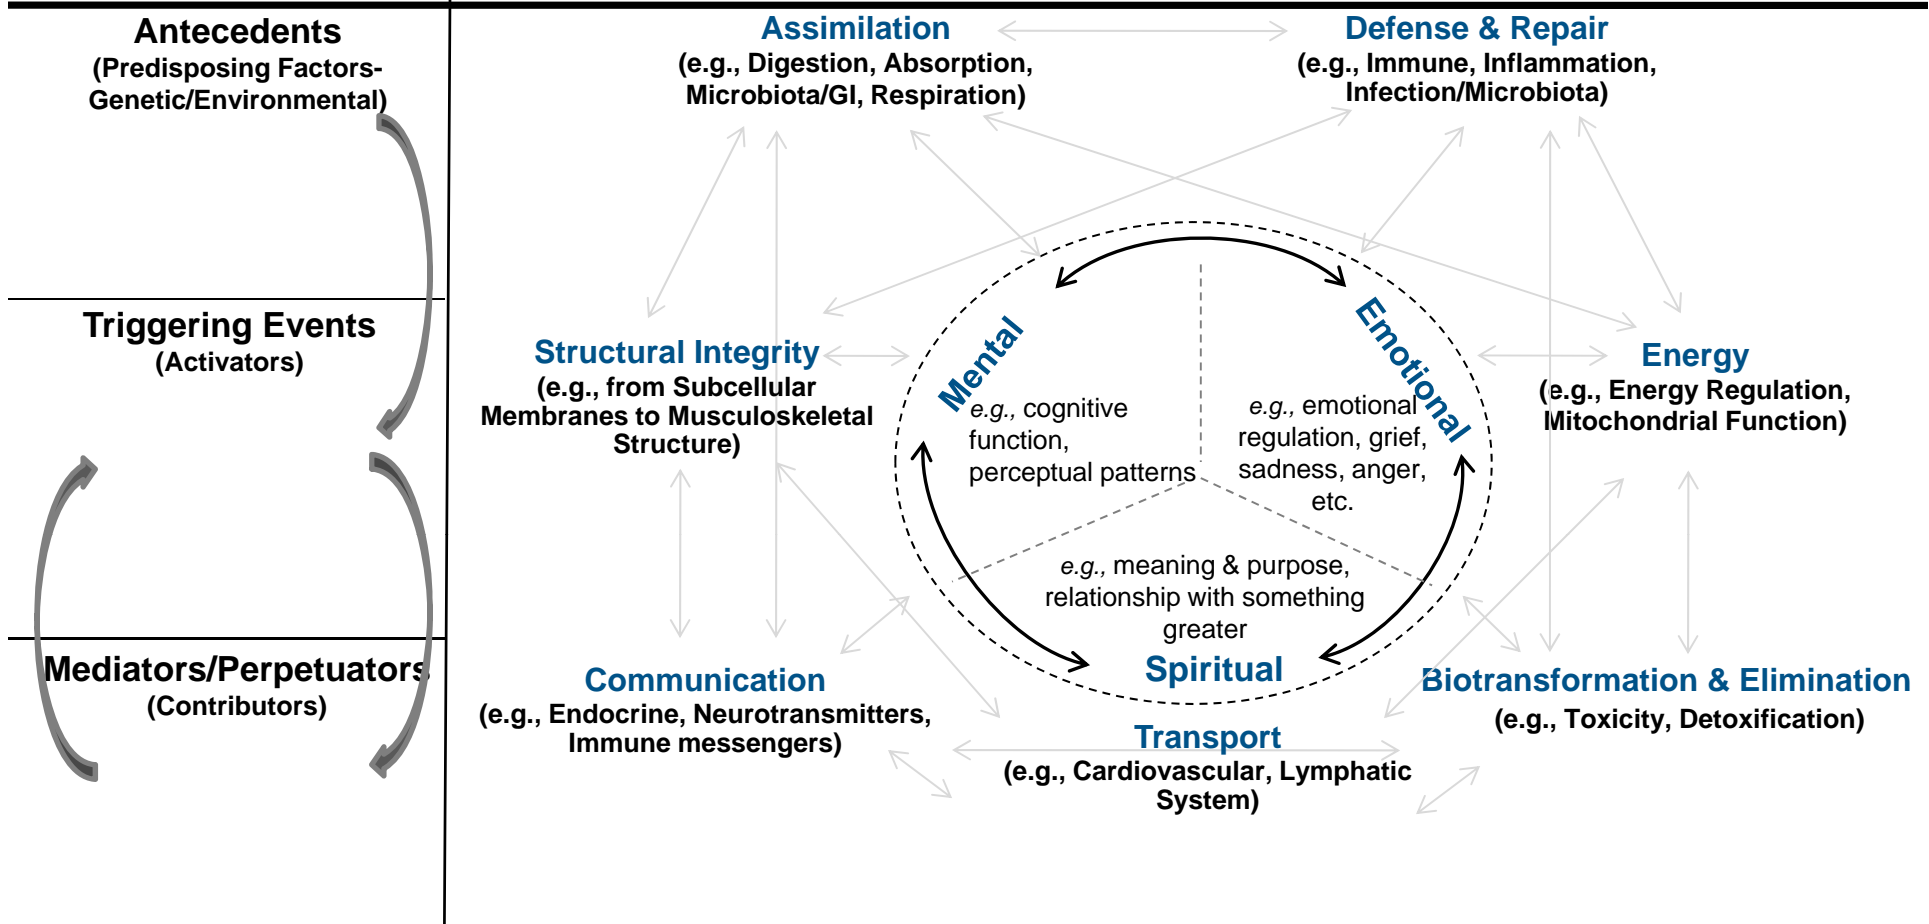 Antecedents
(Predisposing Factors-
Genetic/Environmental)
Triggering Events
(Activators)
Mediators/Perpetuators
(Contributors)
Assimilation
(e.g., Digestion, Absorption,
Microbiota/GI, Respiration)
Defense & Repair
(e.g., Immune, Inflammation,
Infection/Microbiota)
Structural Integrity
(e.g., from Subcellular
Membranes to Musculoskeletal
Structure)
Mental
e.g., cognitive
function,
perceptual patterns
Emotional
e.g., emotional
regulation, grief,
sadness, anger,
etc.
Energy
(e.g., Energy Regulation,
Mitochondrial Function)
e.g., meaning & purpose,
relationship with something
greater
Spiritual
Communication
(e.g., Endocrine, Neurotransmitters,
Immune messengers)
Transport
(e.g., Cardiovascular, Lymphatic
System)
Biotransformation & Elimination
(e.g., Toxicity, Detoxification)